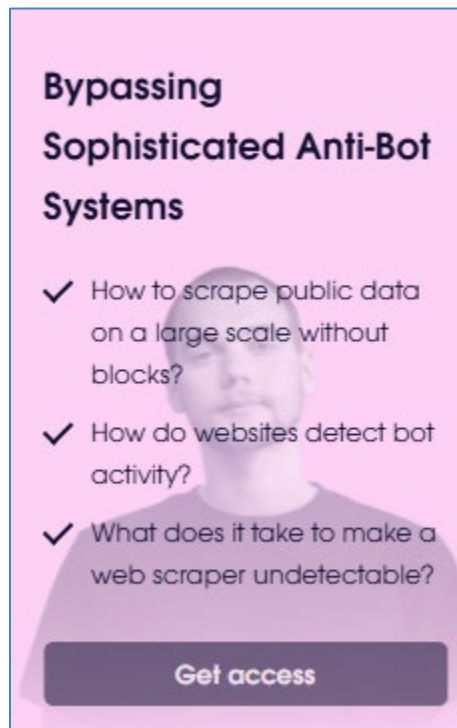 Bypassing
Sophisticated Anti-Bot
Systems
How to scrape public data
on a large scale without
blocks?
How do websites detect bot
activity?
What does it take to make a
web scraper undetectable?
Get access